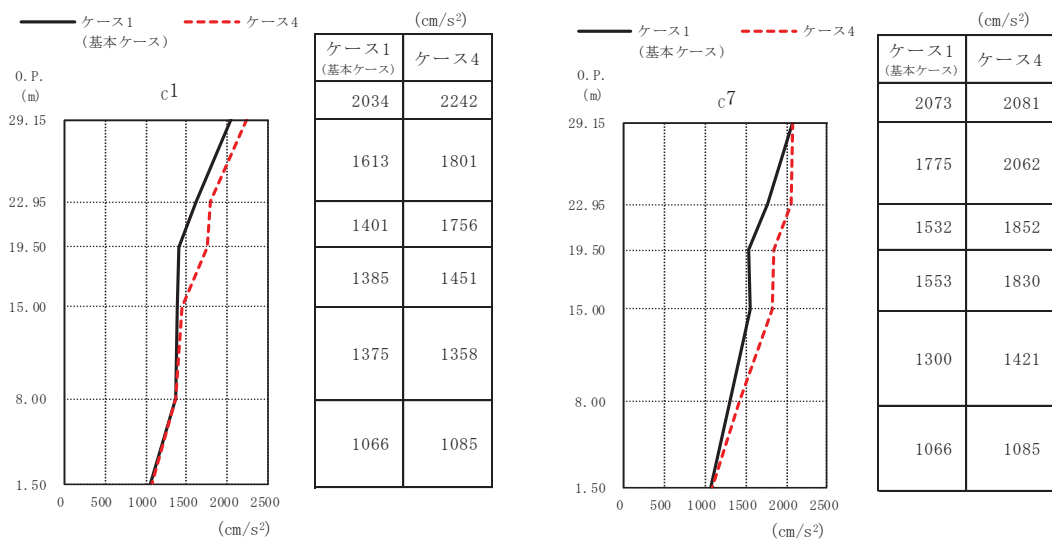 ケース1
(基本ケース)
ケース4
(cm/s²)
O.P.
(m)
C1
29.15
22.95
19.50
15.00
8.00
1.50
0 500 1000 1500 2000 2500
(cm/s²)
ケース1
(基本ケース) ケース4
2034 2242
1613 1801
1401 1756
1385 1451
1375 1358
1066 1085
ケース1
(基本ケース)
ケース4
(cm/s²)
O.P.
(m)
C7
29.15
22.95
19.50
15.00
8.00
1.50
0 500 1000 1500 2000 2500
(cm/s²)
ケース1
(基本ケース) ケース4
2073 2081
1775 2062
1532 1852
1553 1830
1300 1421
1066 1085